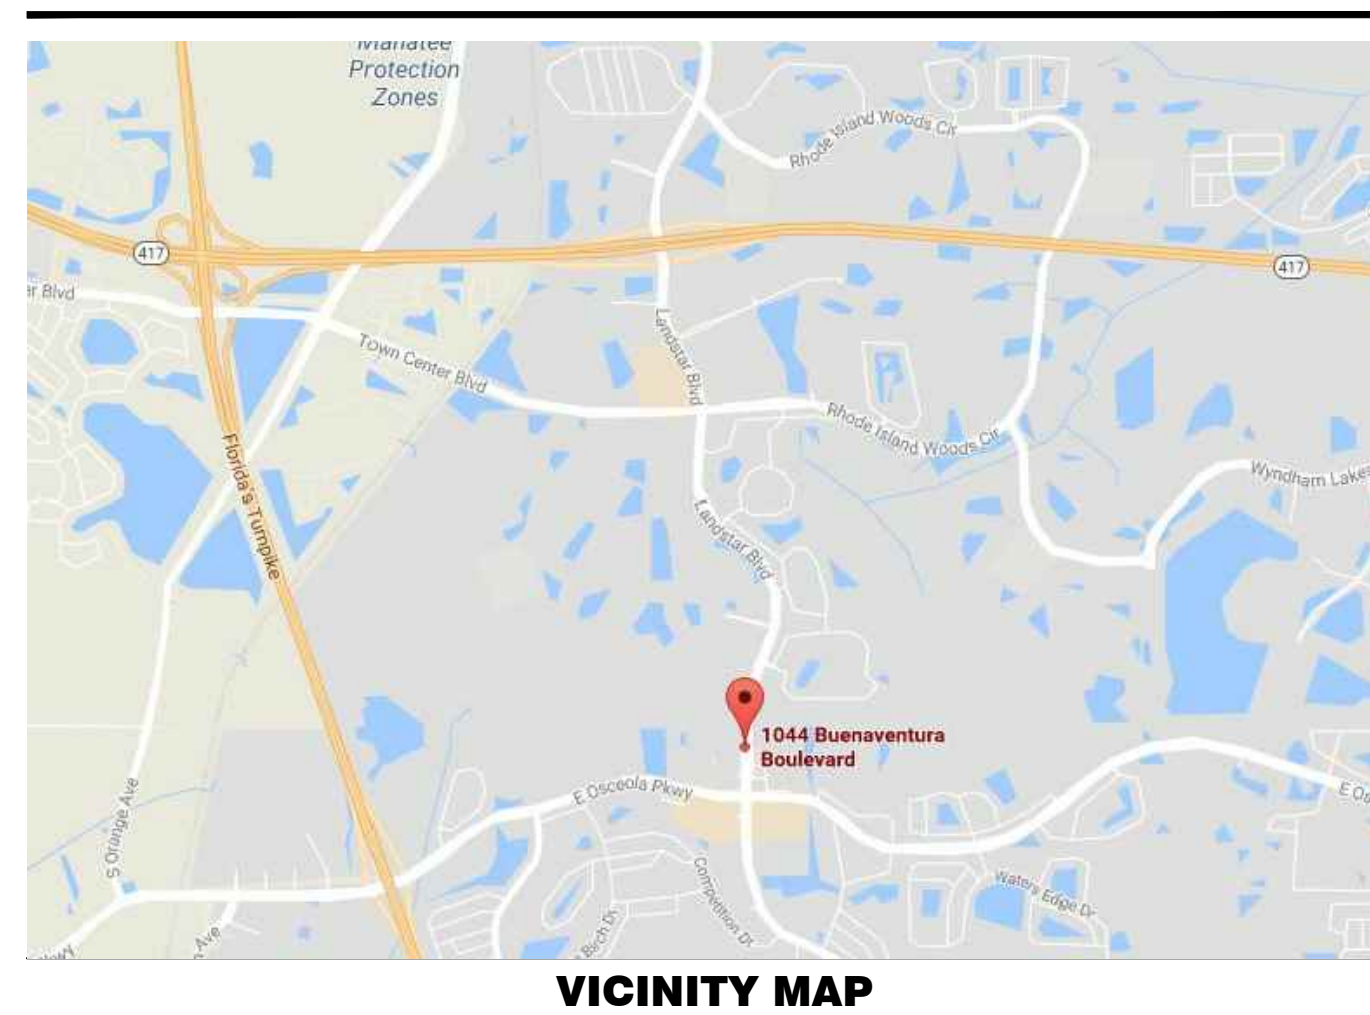 Manatee
Protection
Zones
Rhode Island Woods Cir
417
417
Blvd
Town Center Blvd
Landstar Blvd
Rhode Island Woods Cir
Wyndham Lakes
Florida's Turnpike
Landstar Blvd
1044 Buenaventura
Boulevard
E Osceola Pkwy
S Orange Ave
Competition Dr
Waters Edge Dr
Birch Dr
Ave
VICINITY MAP